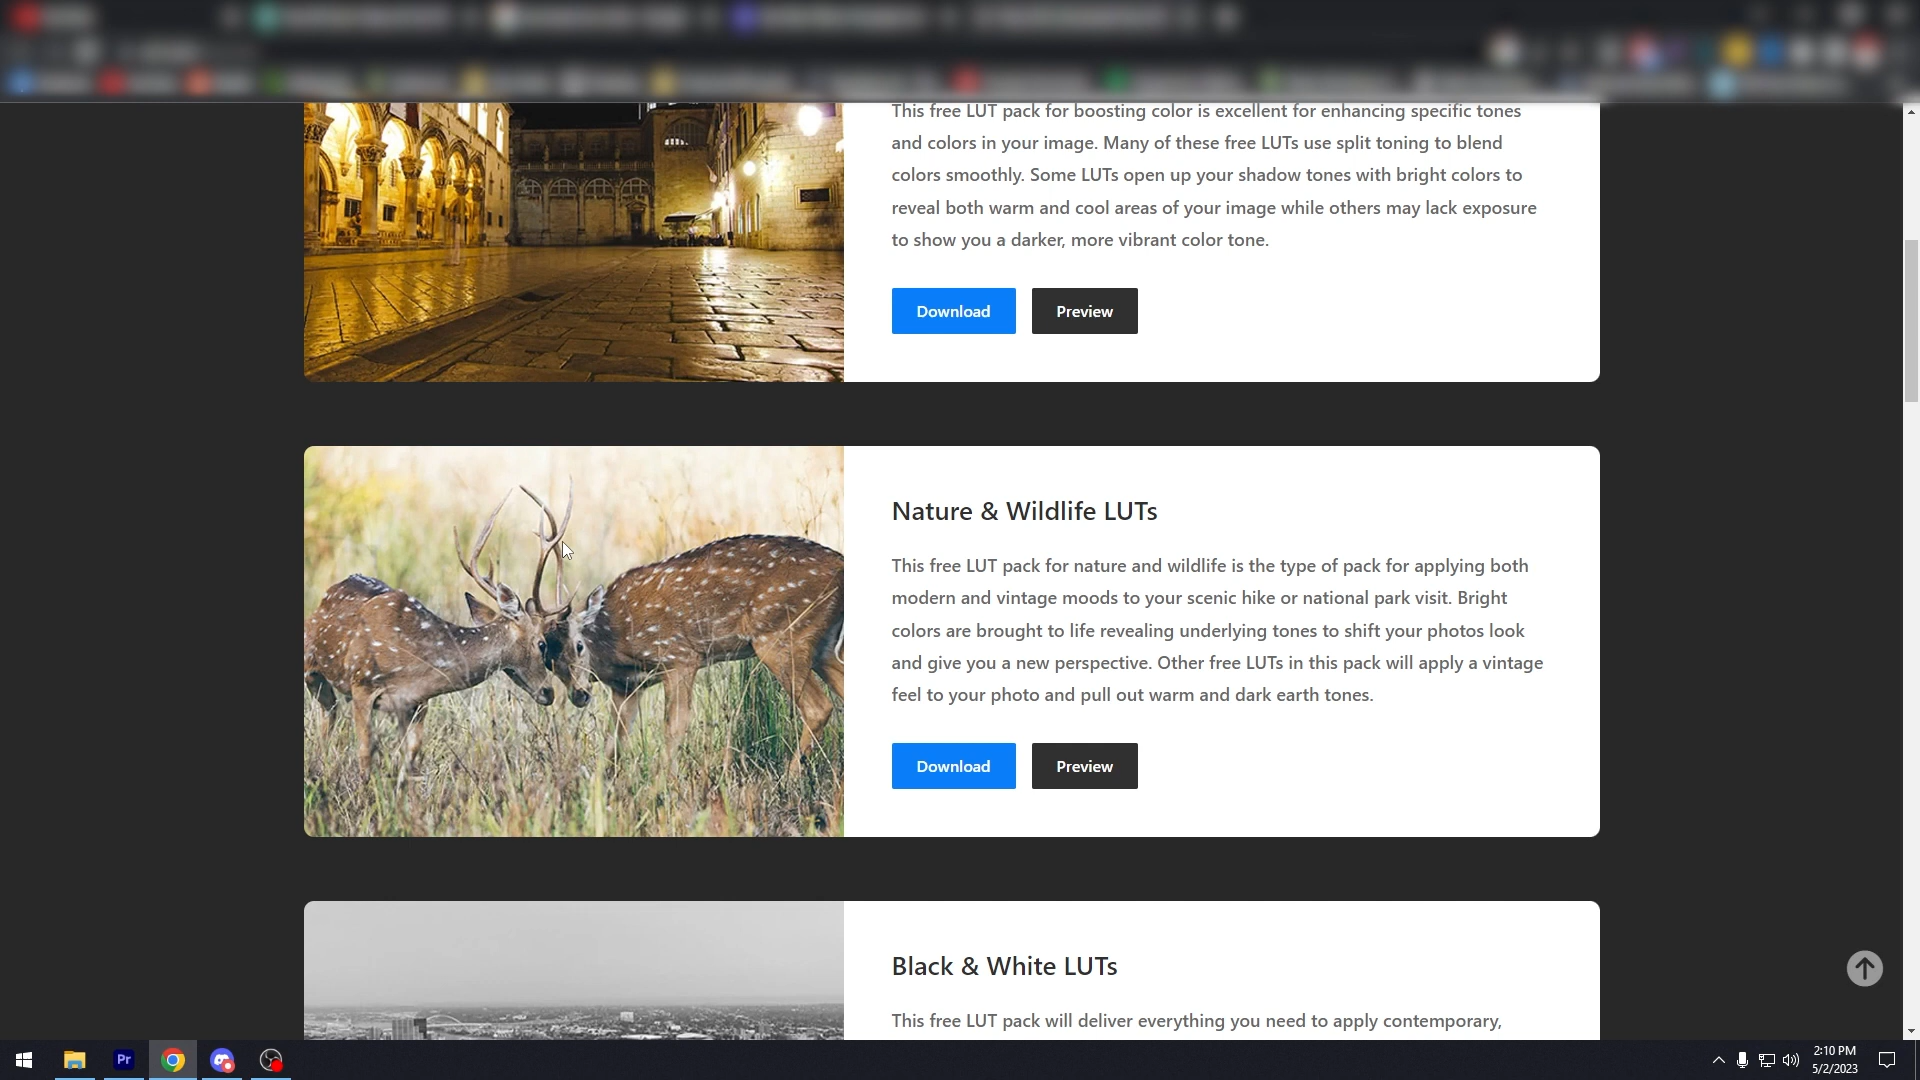 This free LUT pack for boosting color is excellent for enhancing specific tones
and colors in your image. Many of these free LUTs use split toning to blend
colors smoothly. Some LUTs open up your shadow tones with bright colors to
reveal both warm and cool areas of your image while others may lack exposure
to show you a darker, more vibrant color tone.
Download Preview
Nature & Wildlife LUTs
This free LUT pack for nature and wildlife is the type of pack for applying both
modern and vintage moods to your scenic hike or national park visit. Bright
colors are brought to life revealing underlying tones to shift your photos look
and give you a new perspective. Other free LUTs in this pack will apply a vintage
feel to your photo and pull out warm and dark earth tones.
Download Preview
Black & White LUTs
This free LUT pack will deliver everything you need to apply contemporary,
Pr
2:10 PM
5/2/2023